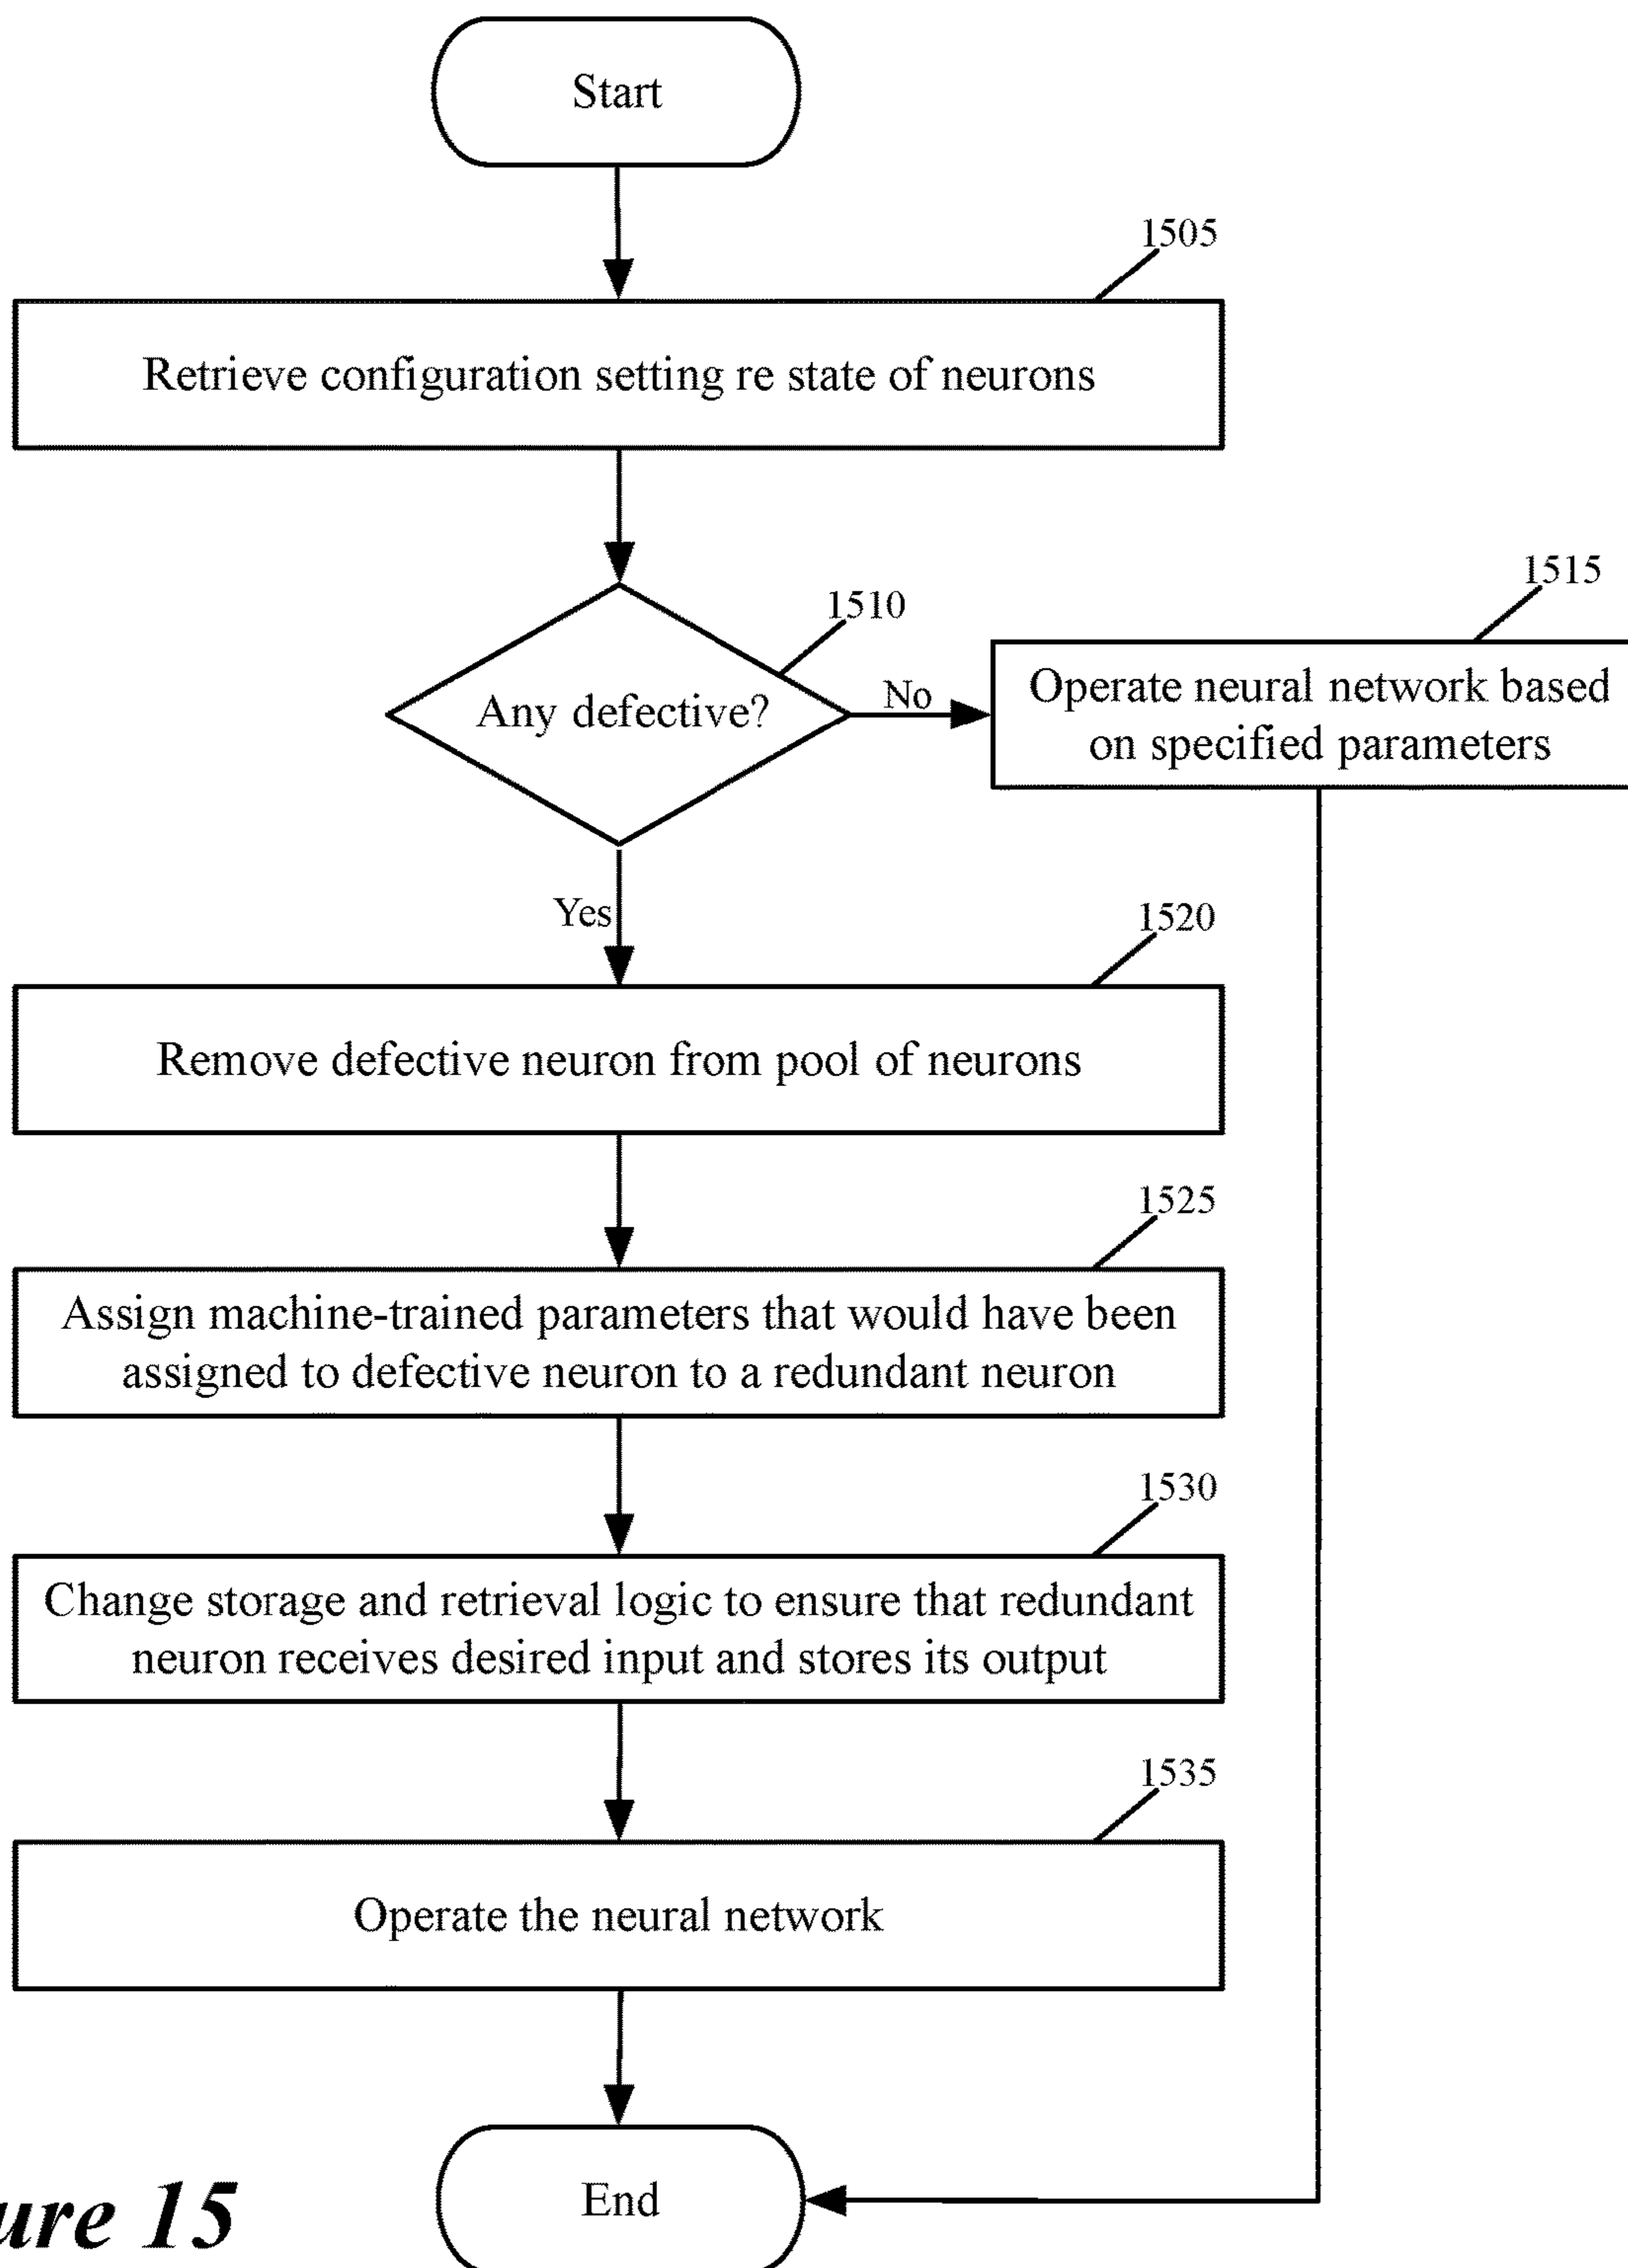 Start
1505
Retrieve configuration setting re state of neurons
1510
Any defective?
No
1515
Operate neural network based
on specified parameters
Yes
1520
Remove defective neuron from pool of neurons
1525
Assign machine-trained parameters that would have been
assigned to defective neuron to a redundant neuron
1530
Change storage and retrieval logic to ensure that redundant
neuron receives desired input and stores its output
1535
Operate the neural network
End
ure 15